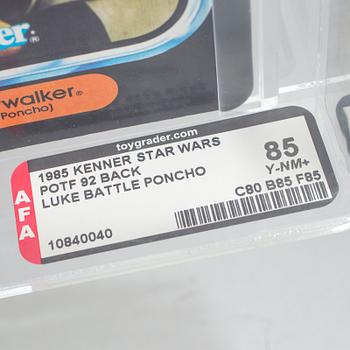 Kenner®
walker®
Poncho)
toygrader.com
AFA
1985 KENNER STAR WARS
POTF 92 BACK
LUKE BATTLE PONCHO
10840040
85
Y-NM+
C80 B85 F85